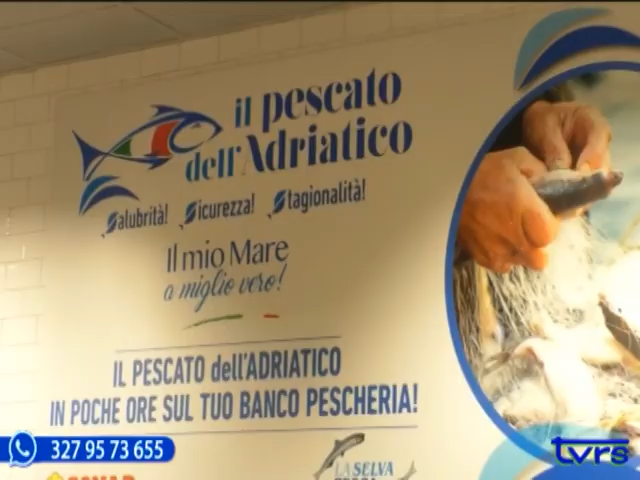 il pescato
dell'Adriatico
Salubrità! Sicurezza! Stagionalità!
Il mio Mare
a miglio vero!
IL PESCATO dell'ADRIATICO
IN POCHE ORE SUL TUO BANCO PESCHERIA!
327 95 73 655
tvrs
LA SELVA